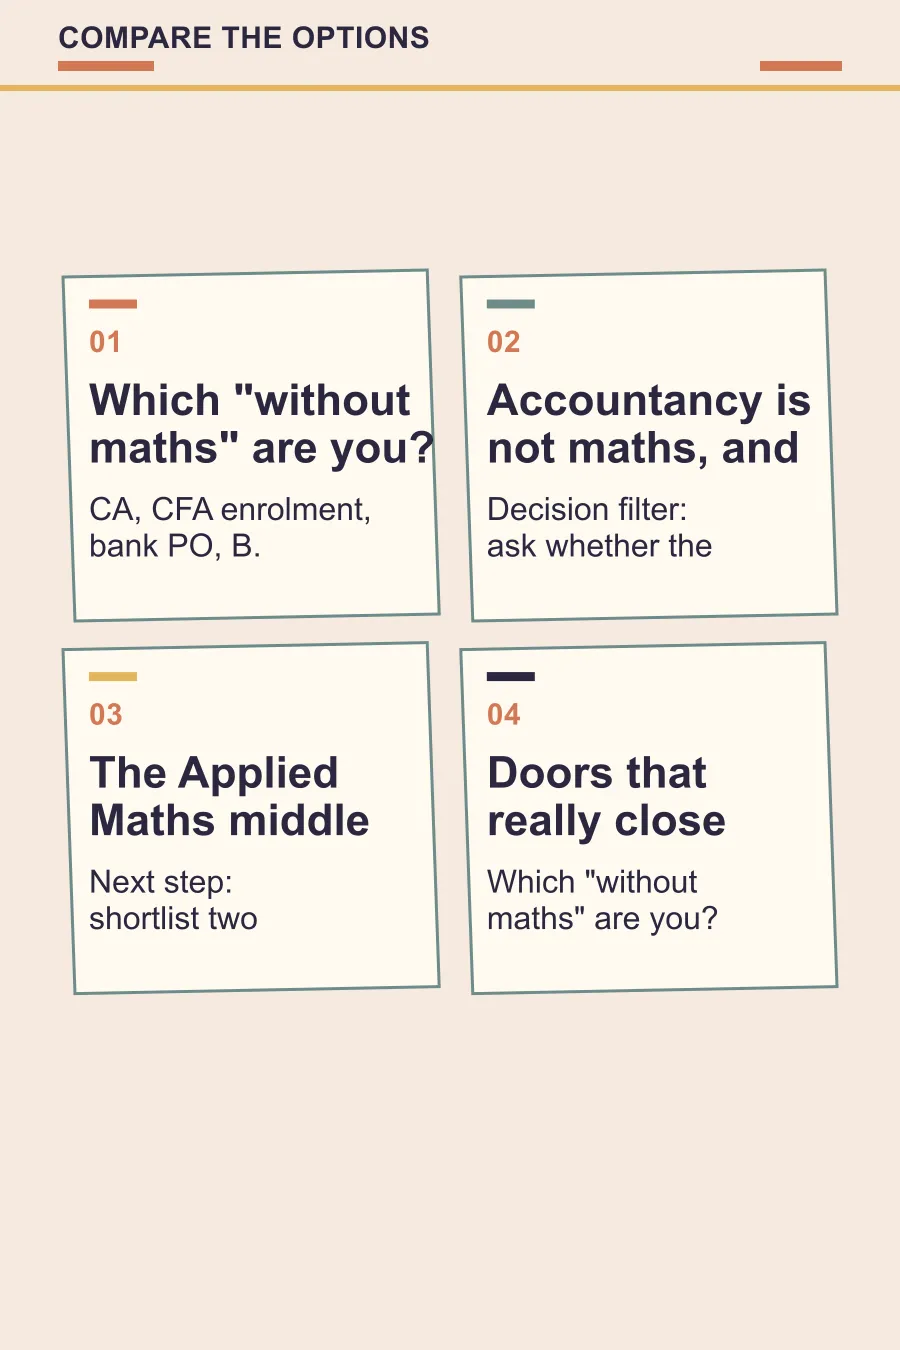 COMPARE THE OPTIONS
01
Which "without
maths" are you?
CA, CFA enrolment,
bank PO, B.
02
Accountancy is
not maths, and
Decision filter:
ask whether the
03
The Applied
Maths middle
Next step:
shortlist two
04
Doors that
really close
Which "without
maths" are you?